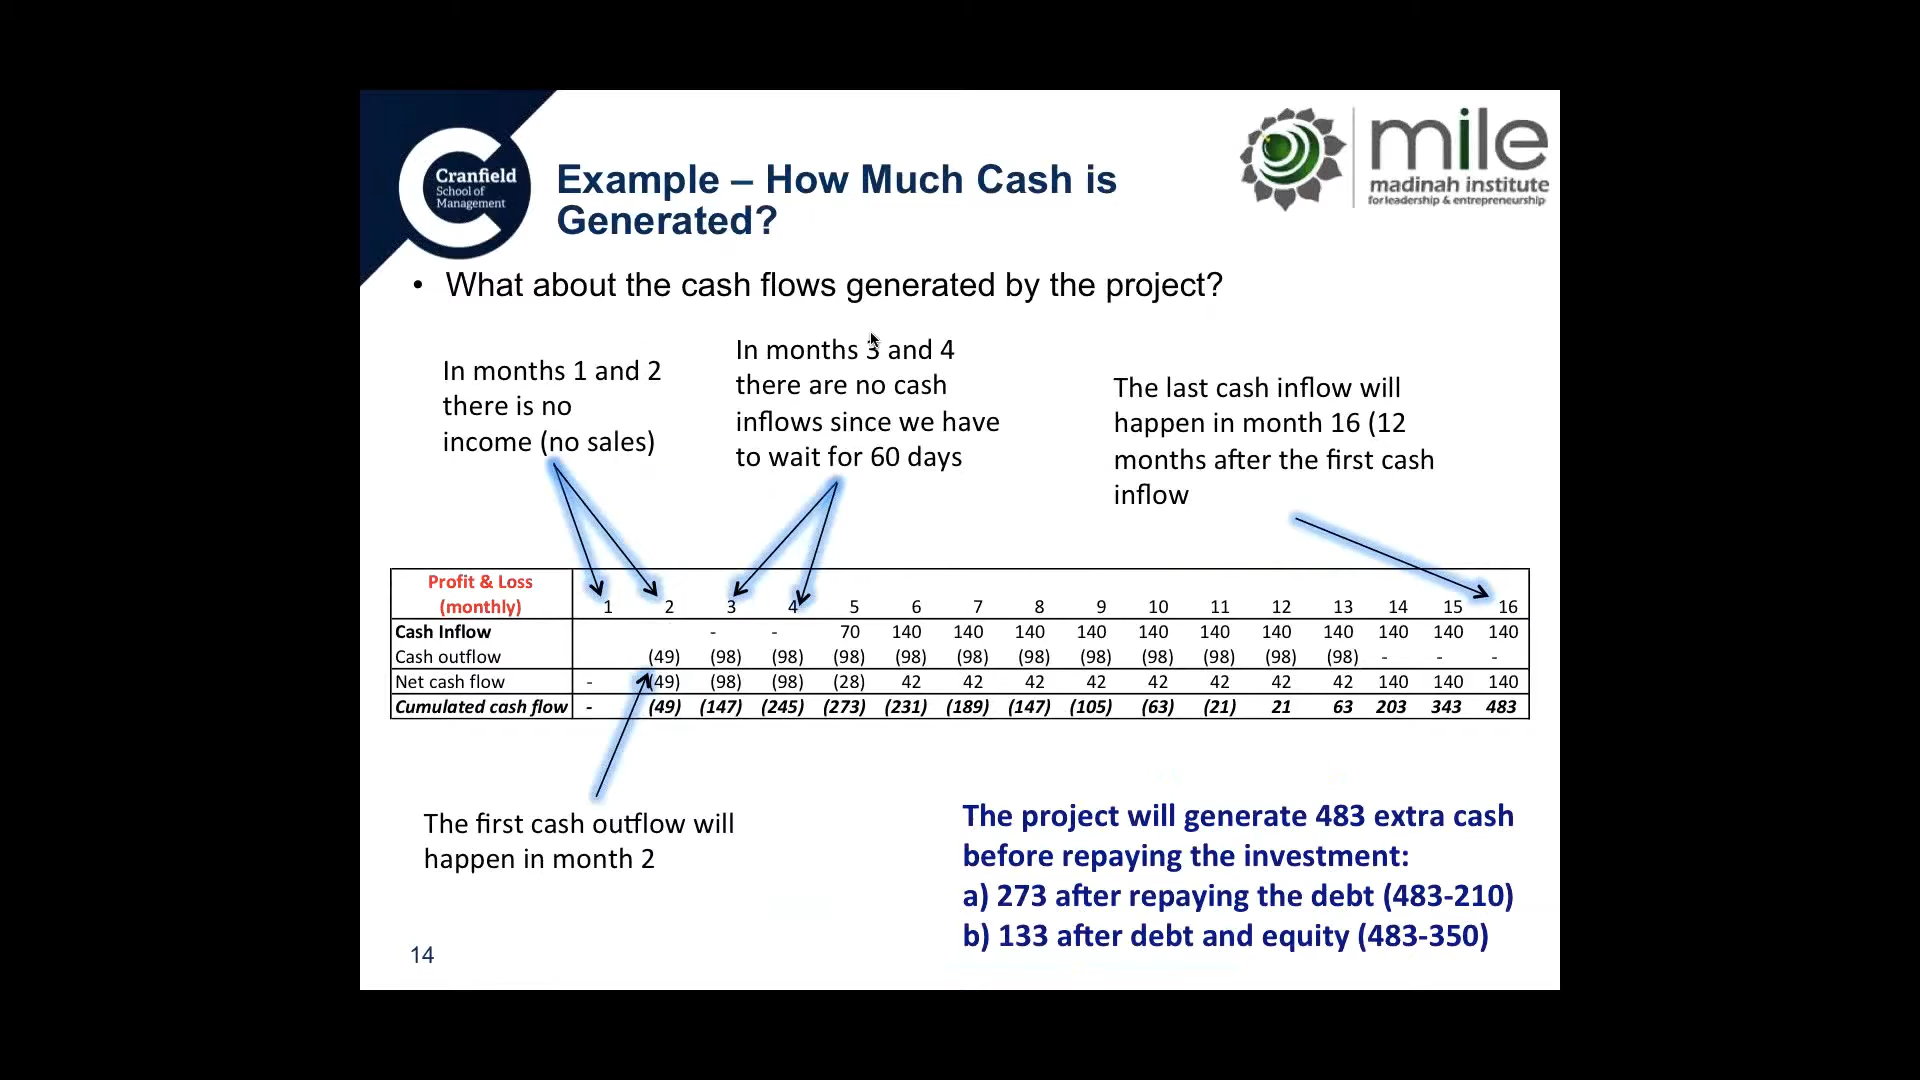 Cranfield
School of
Management
Example – How Much Cash is
Generated?
mile
madinah institute
for leadership & entrepreneurship
• What about the cash flows generated by the project?
In months 1 and 2
there is no
income (no sales)
In months 3 and 4
there are no cash
inflows since we have
to wait for 60 days
The last cash inflow will
happen in month 16 (12
months after the first cash
inflow
Profit & Loss
(monthly) 1 2 3 4 5 6 7 8 9 10 11 12 13 14 15 16
Cash Inflow - - 70 140 140 140 140 140 140 140 140 140 140 140
Cash outflow (49) (98) (98) (98) (98) (98) (98) (98) (98) (98) (98) (98) - - -
Net cash flow - (49) (98) (98) (28) 42 42 42 42 42 42 42 42 140 140 140
Cumulated cash flow - (49) (147) (245) (273) (231) (189) (147) (105) (63) (21) 21 63 203 343 483
The first cash outflow will
happen in month 2
The project will generate 483 extra cash
before repaying the investment:
a) 273 after repaying the debt (483-210)
b) 133 after debt and equity (483-350)
14